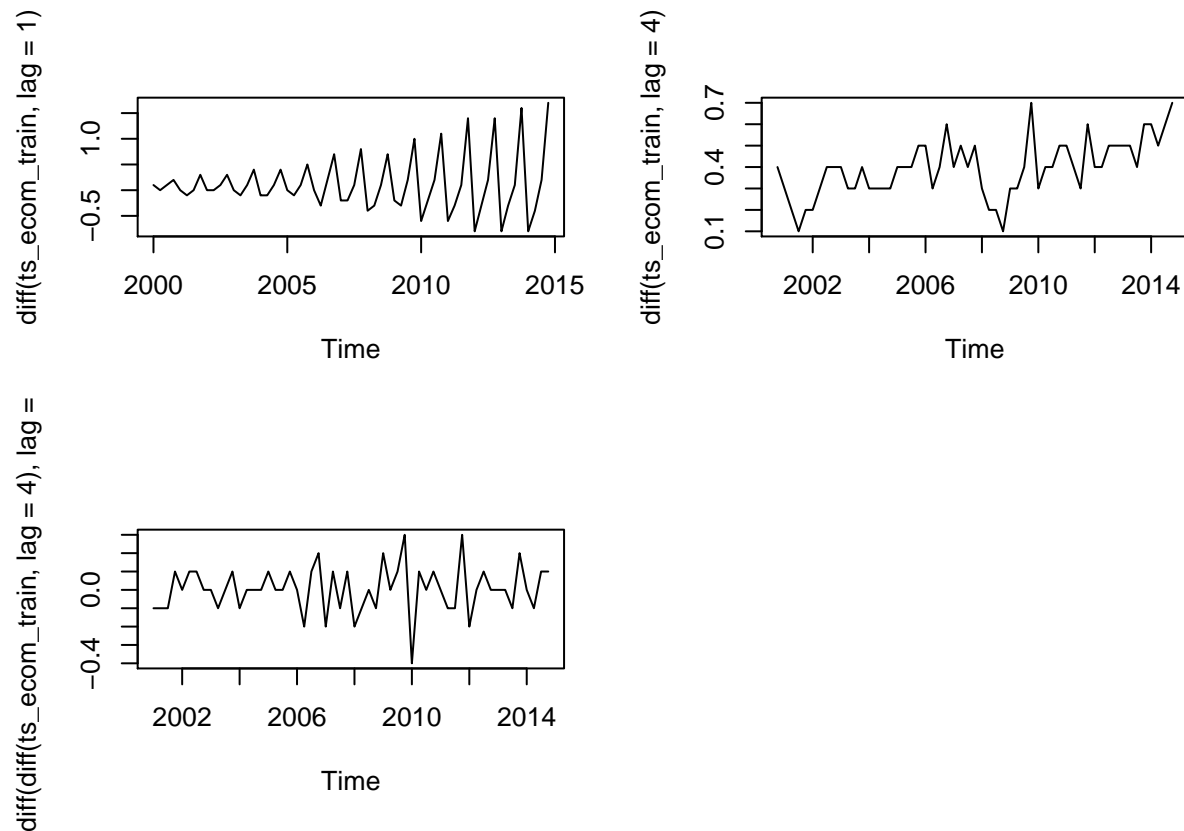 diff(ts_ecom_train, lag = 1)
1.0
−0.5
2000 2005 2010 2015
Time
diff(ts_ecom_train, lag = 4)
0.7
0.4
0.1
2002 2006 2010 2014
Time
diff(diff(ts_ecom_train, lag = 4), lag =
0.0
−0.4
2002 2006 2010 2014
Time